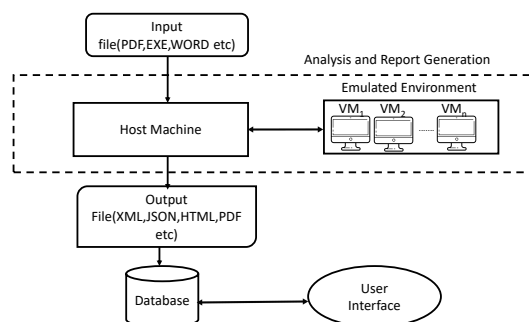 Input
file(PDF,EXE,WORD etc)
Analysis and Report Generation
Emulated Environment
VM1 VM2 ........ VMn
Host Machine
Output
File(XML,JSON,HTML,PDF
etc)
Database
User
Interface